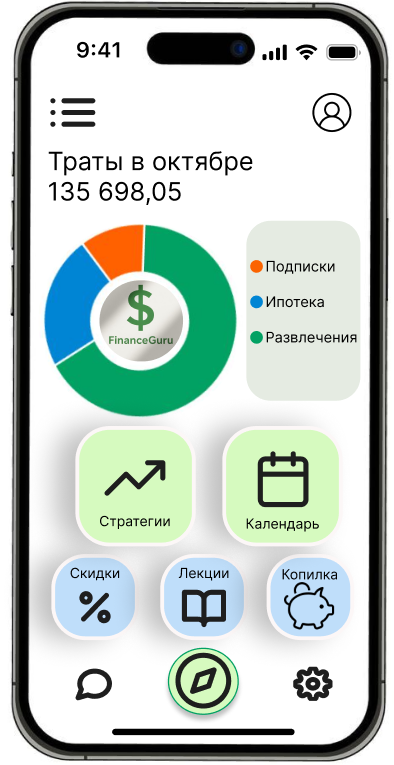 9:41
Траты в октябре
135 698,05
$
FinanceGuru
Подписки
Ипотека
Развлечения
Стратегии
Календарь
Скидки
Лекции
Копилка
%